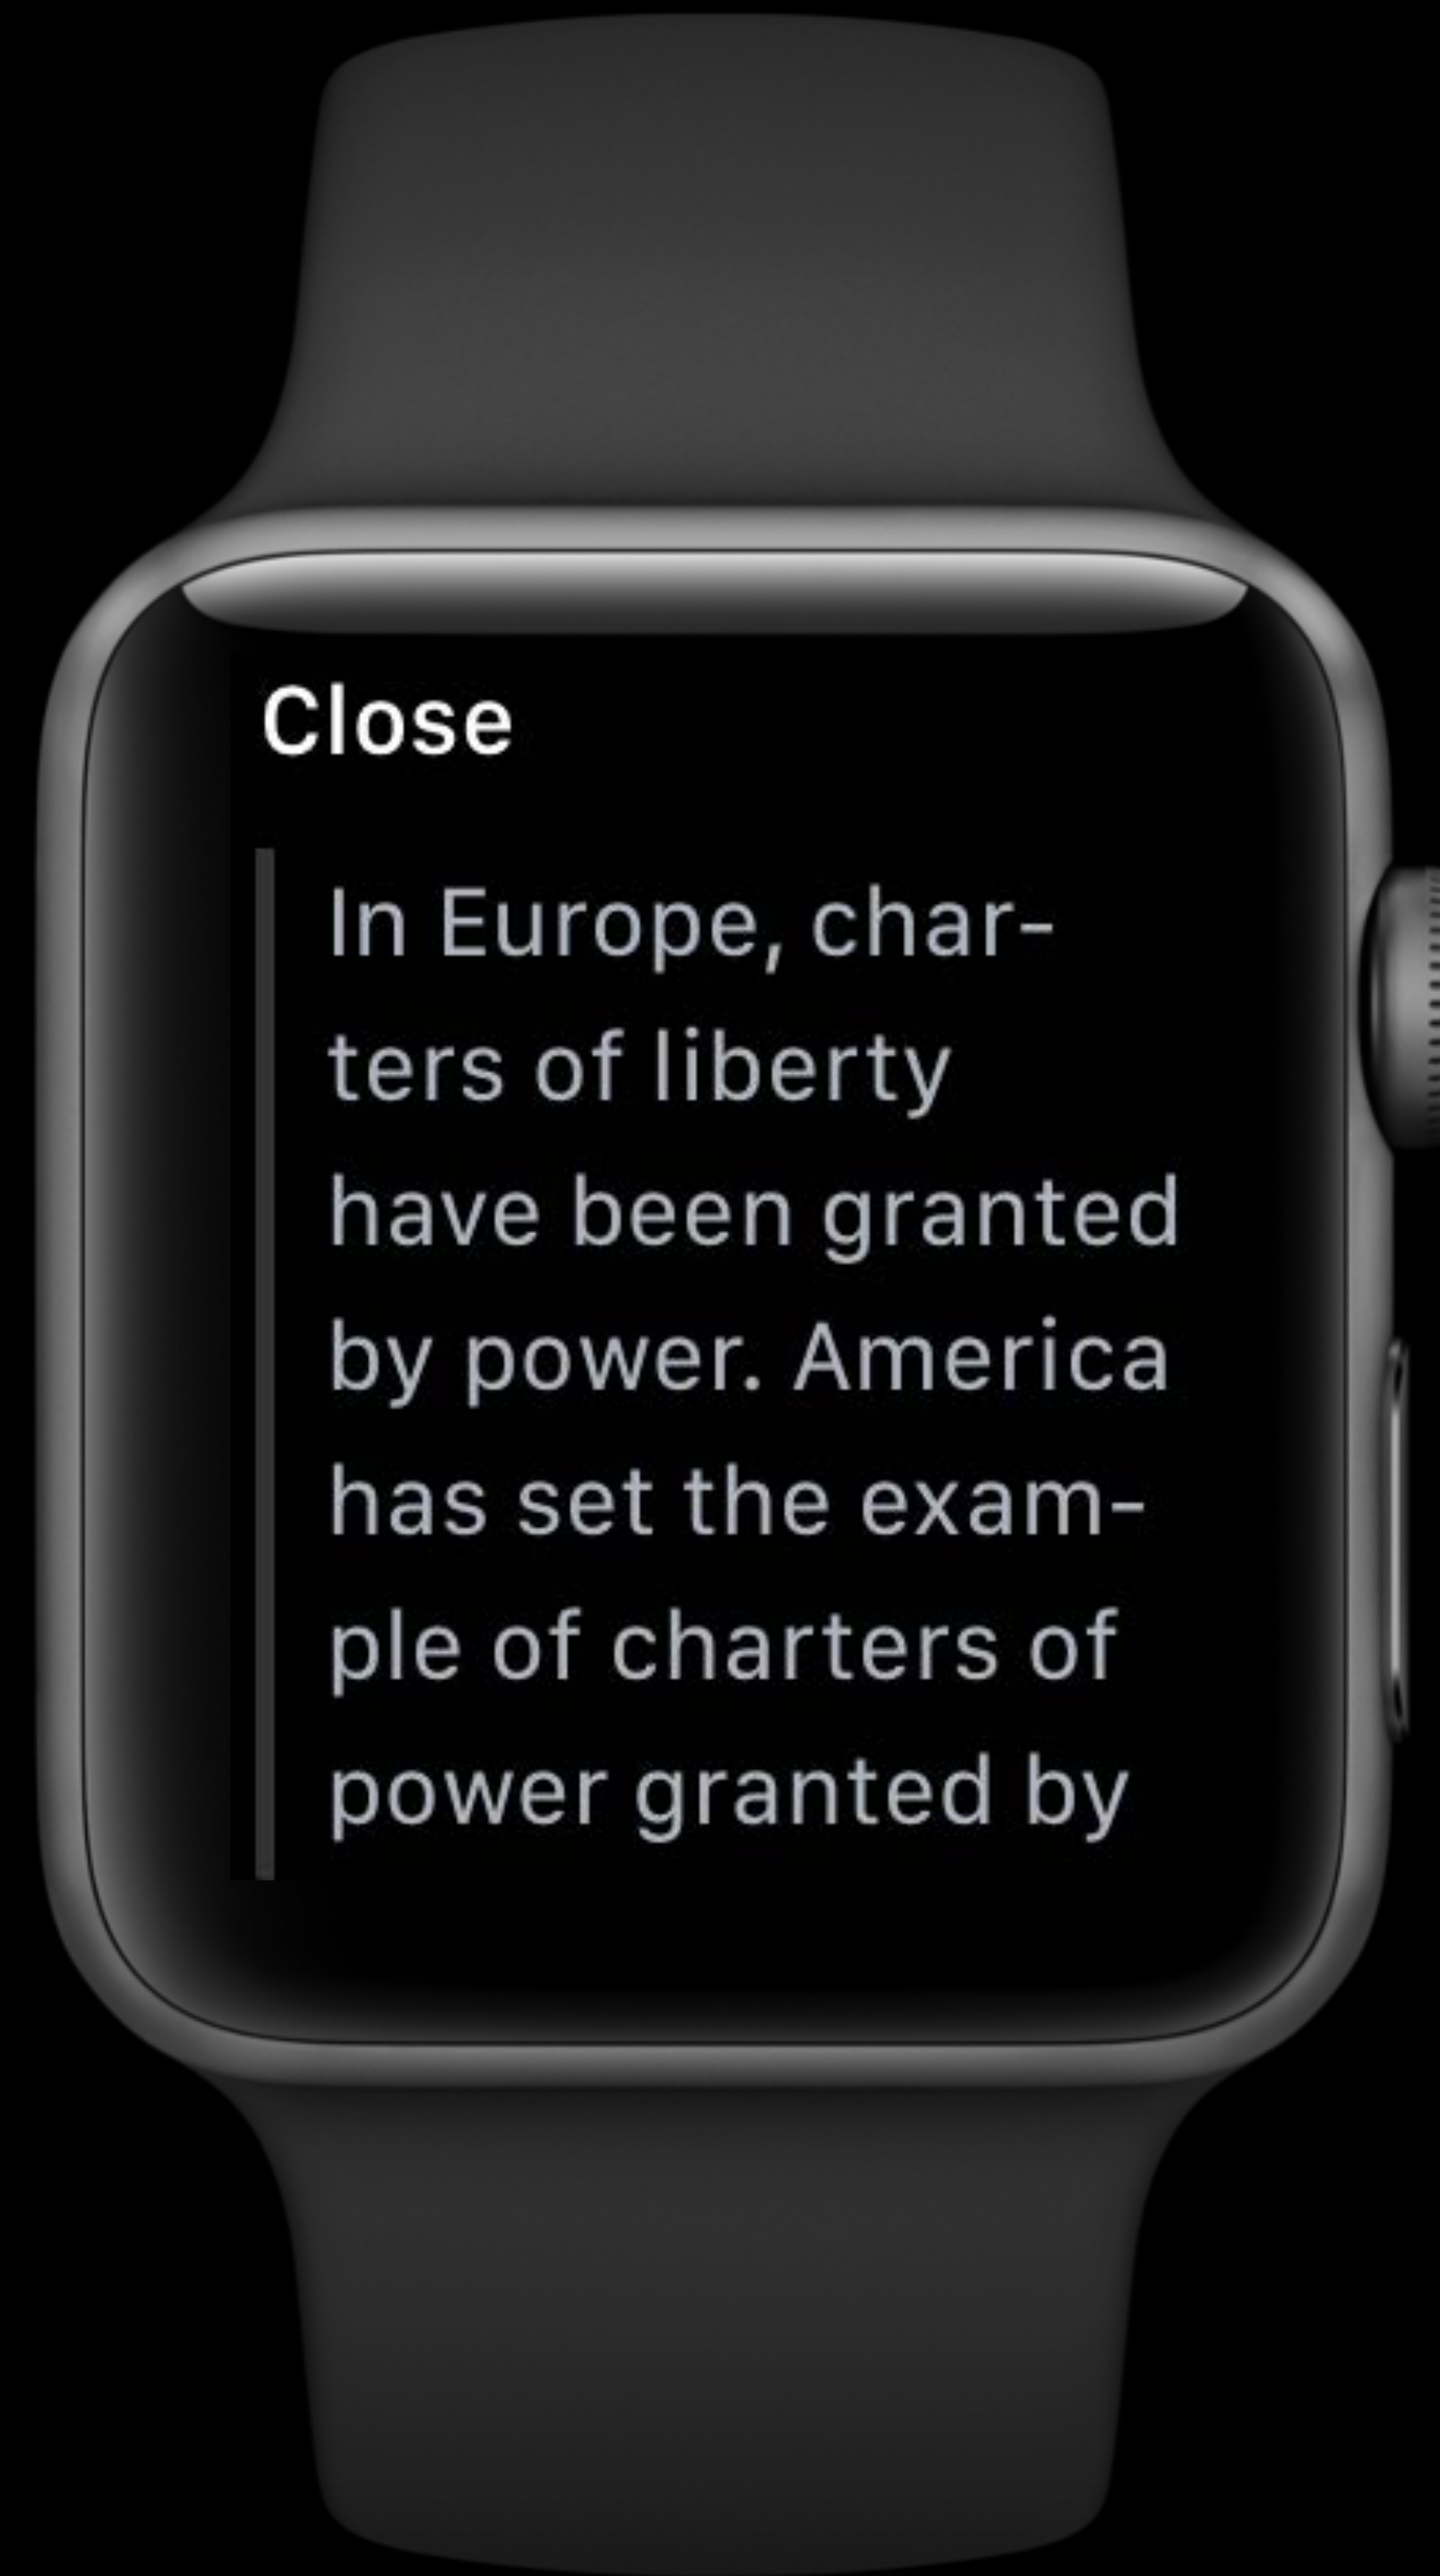 Close
In Europe, char-
ters of liberty
have been granted
by power. America
has set the exam-
ple of charters of
power granted by